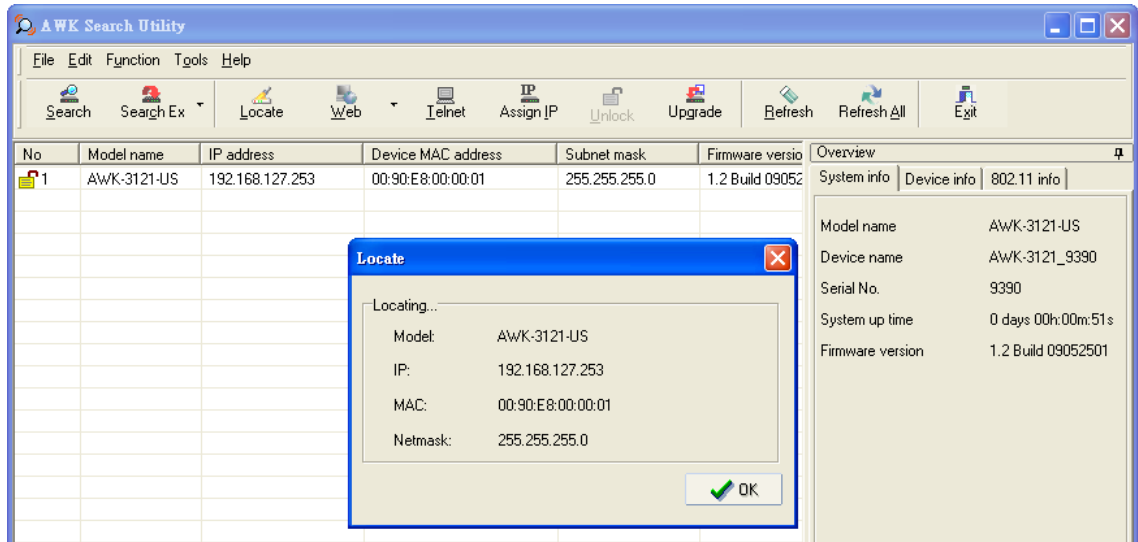 AWK Search Utility
File Edit Function Tools Help
Search Search Ex Locate Web Telnet Assign IP Unlock Upgrade Refresh Refresh All Exit
No Model name IP address Device MAC address Subnet mask Firmware versio
1 AWK-3121-US 192.168.127.253 00:90:E8:00:00:01 255.255.255.0 1.2 Build 09052
Overview
System info Device info 802.11 info
Model name AWK-3121-US
Device name AWK-3121_9390
Serial No. 9390
System up time 0 days 00h:00m:51s
Firmware version 1.2 Build 09052501
Locate
Locating...
Model: AWK-3121-US
IP: 192.168.127.253
MAC: 00:90:E8:00:00:01
Netmask: 255.255.255.0
OK